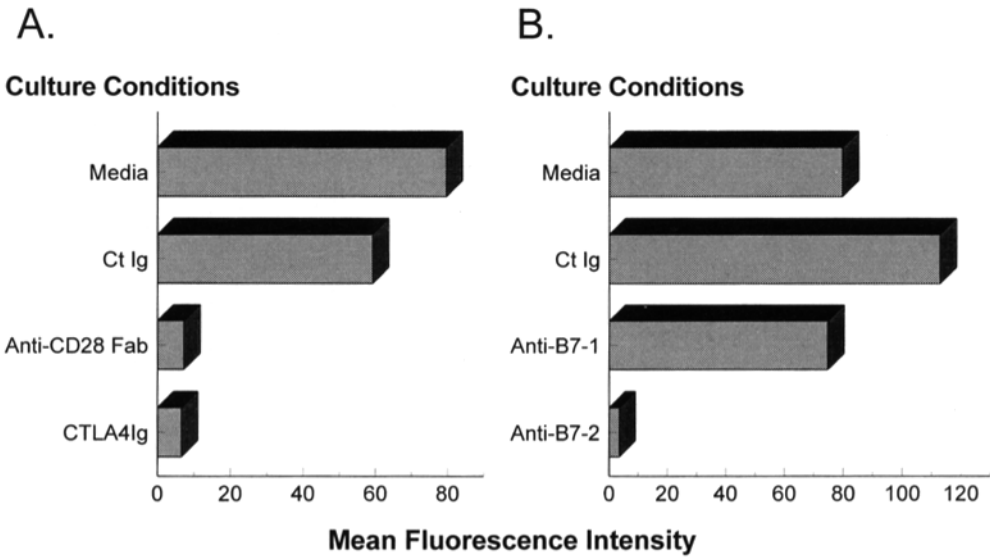 A.
Culture Conditions
Media
Ct Ig
Anti-CD28 Fab
CTLA4Ig
0 20 40 60 80
B.
Culture Conditions
Media
Ct Ig
Anti-B7-1
Anti-B7-2
0 20 40 60 80 100 120
Mean Fluorescence Intensity